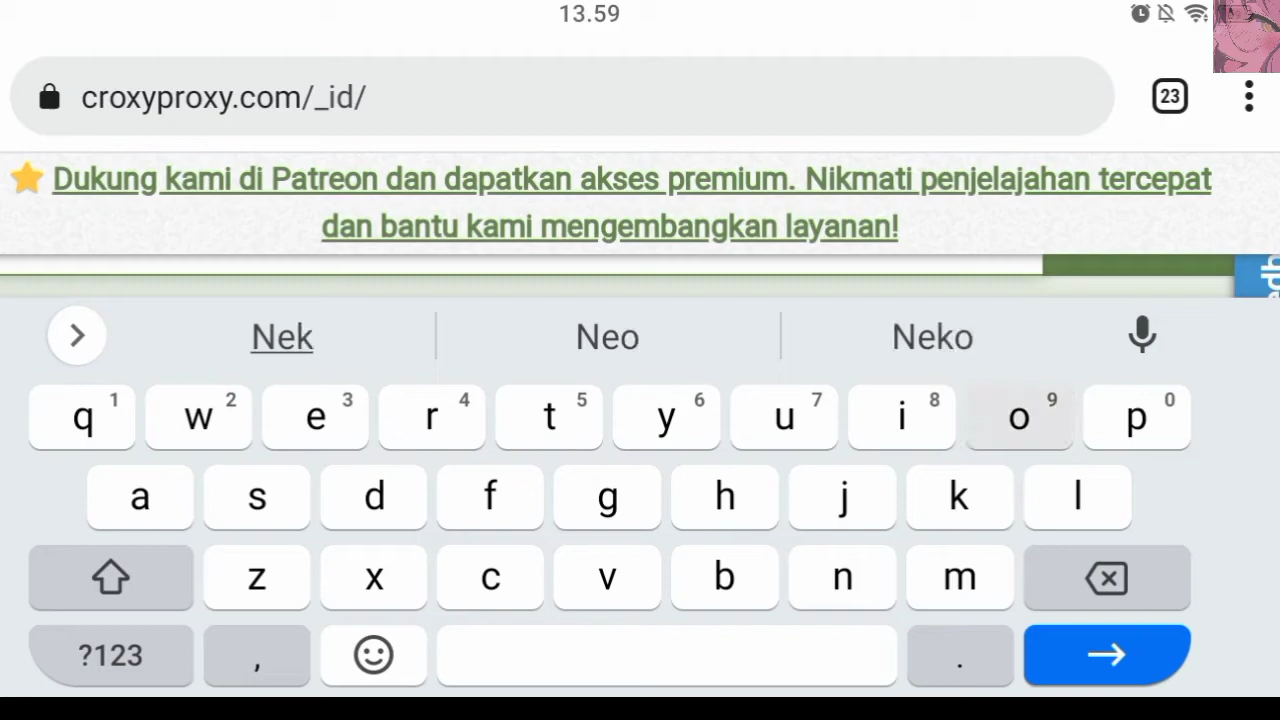 13.59
croxyproxy.com/_id/
23
Dukung kami di Patreon dan dapatkan akses premium. Nikmati penjelajahan tercepat
dan bantu kami mengembangkan layanan!
Nek Neo Neko
q 1 w 2 e 3 r 4 t 5 y 6 u 7 i 8 o 9 p 0
a s d f g h j k l
z x c v b n m
?123 , .